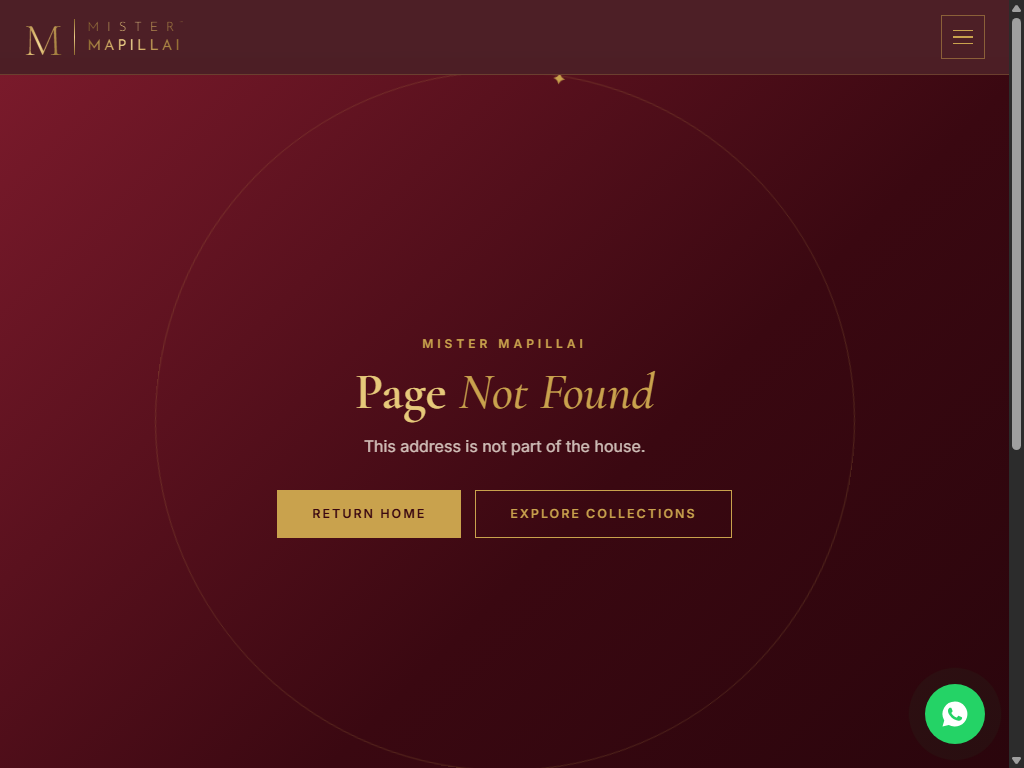 M
MISTER
MAPILLAI
MISTER MAPILLAI
Page Not Found
This address is not part of the house.
RETURN HOME
EXPLORE COLLECTIONS